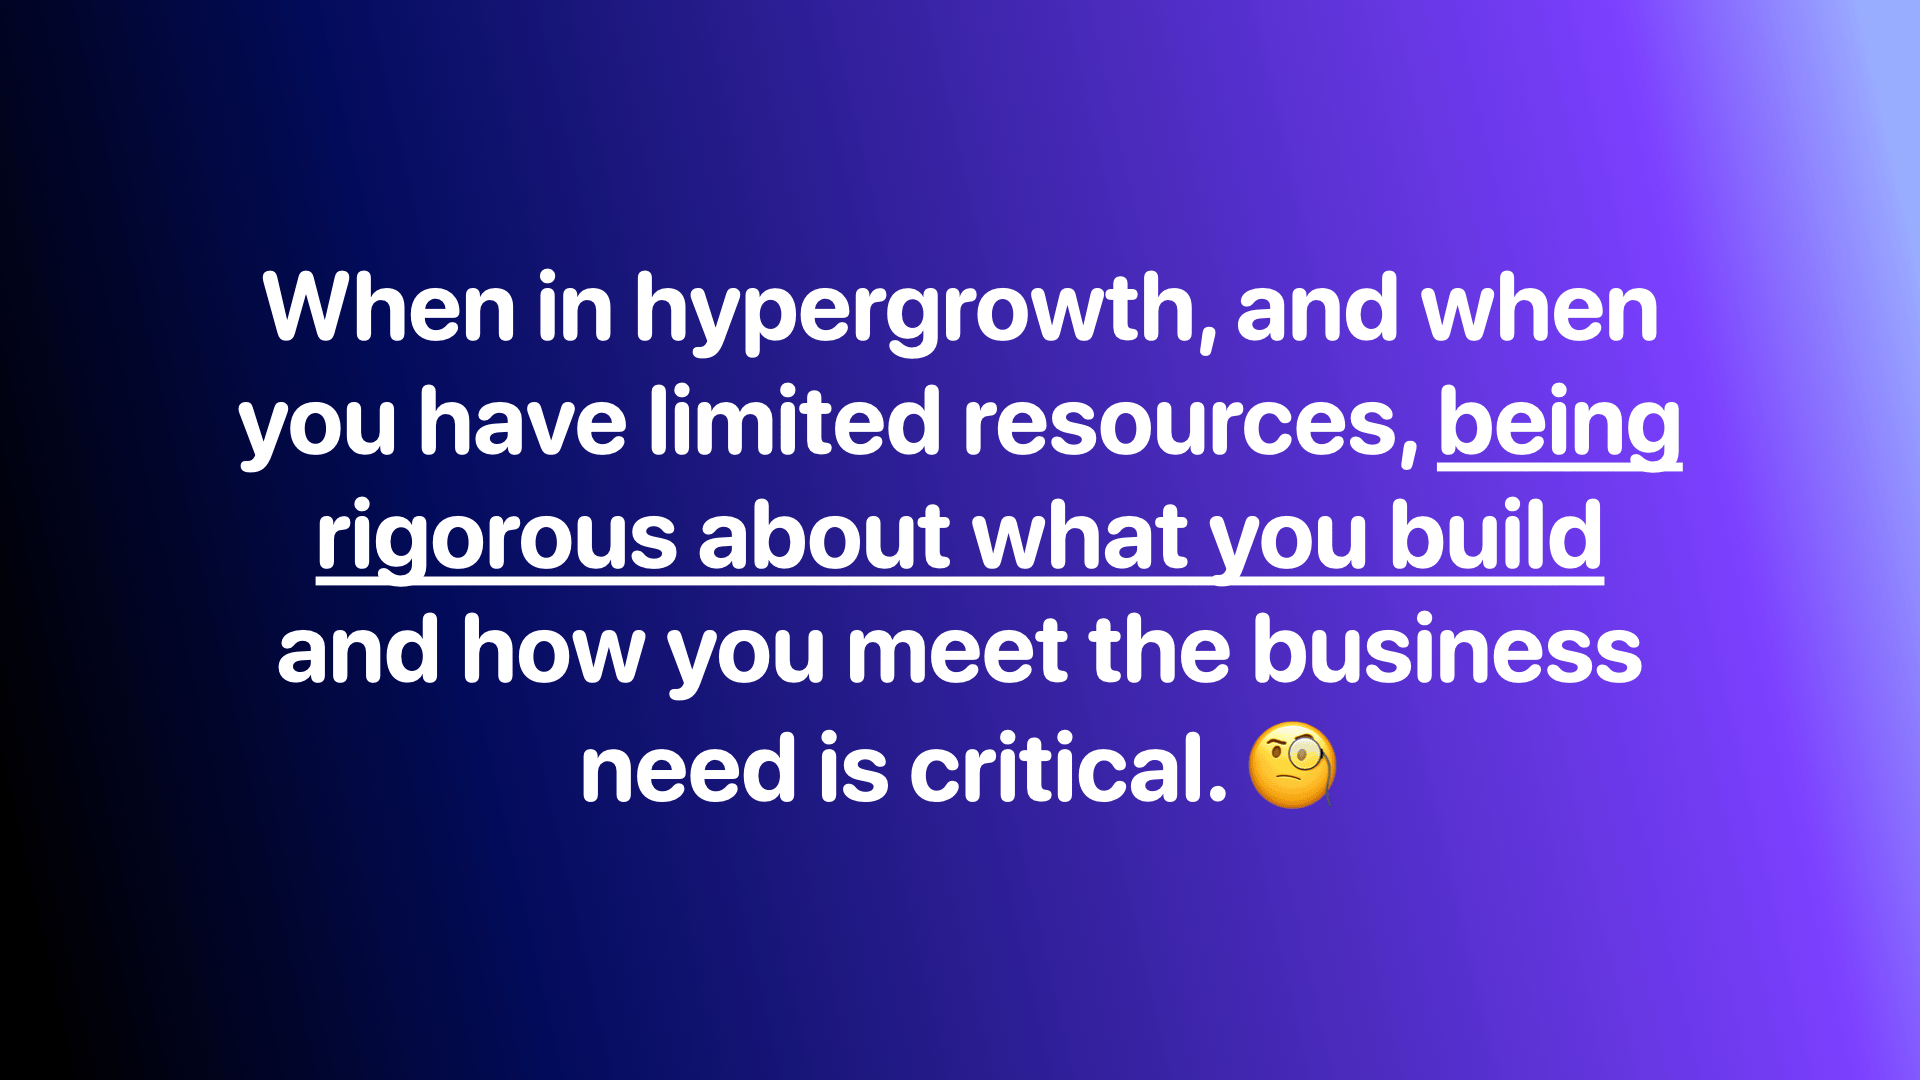 When in hypergrowth, and when
you have limited resources, being
rigorous about what you build
and how you meet the business
need is critical. 🧐